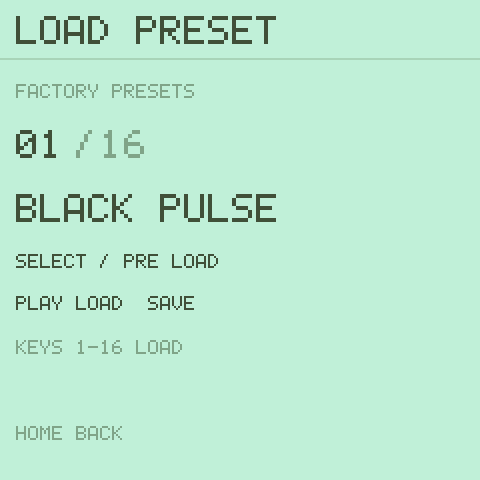 LOAD PRESET
FACTORY PRESETS
01 /16
BLACK PULSE
SELECT / PRE LOAD
PLAY LOAD  SAVE
KEYS 1-16 LOAD
HOME BACK